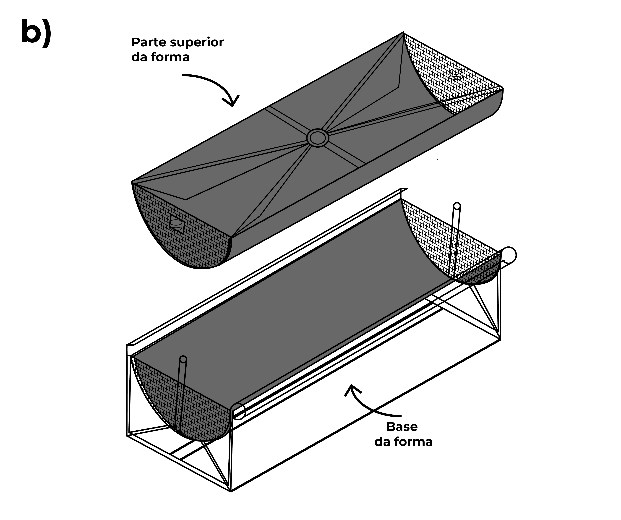 b)
Parte superior
da forma
Base
da forma